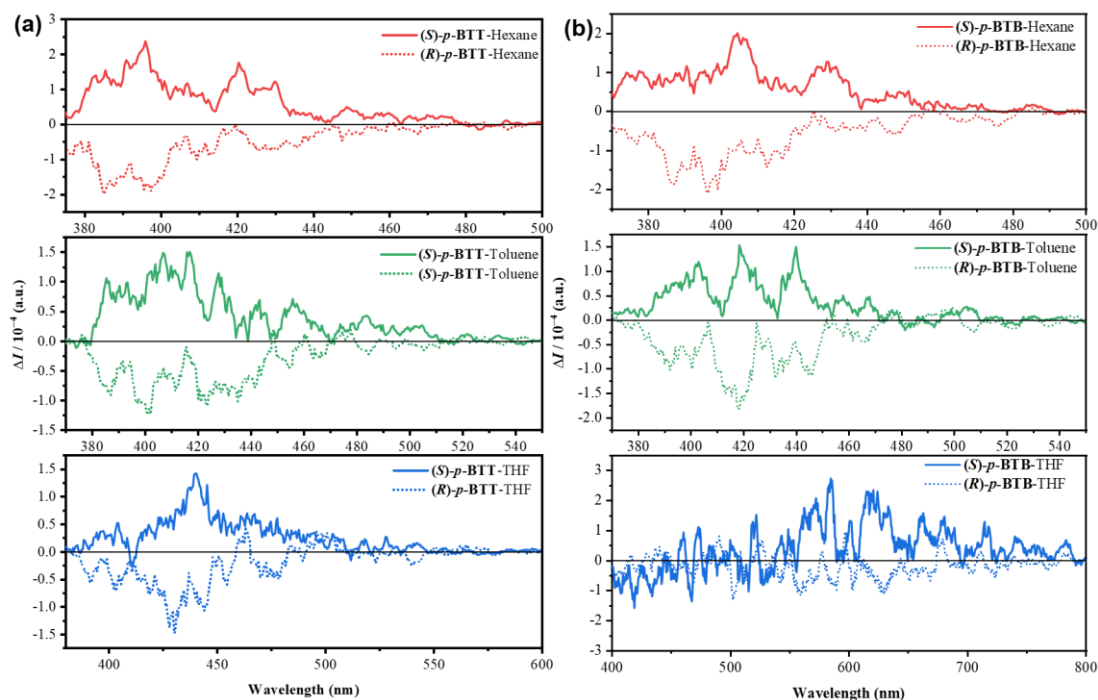 (a)
(S)-p-BTT-Hexane
(R)-p-BTT-Hexane
3
2
1
0
-1
-2
380 400 420 440 460 480 500
(S)-p-BTT-Toluene
(S)-p-BTT-Toluene
1.5
1.0
0.5
0.0
-0.5
-1.0
-1.5
380 400 420 440 460 480 500 520 540
ΔI / 10⁻⁴ (a.u.)
(S)-p-BTT-THF
(R)-p-BTT-THF
1.5
1.0
0.5
0.0
-0.5
-1.0
-1.5
400 450 500 550 600
Wavelength (nm)
(b)
(S)-p-BTB-Hexane
(R)-p-BTB-Hexane
2
1
0
-1
-2
380 400 420 440 460 480 500
(S)-p-BTB-Toluene
(R)-p-BTB-Toluene
1.5
1.0
0.5
0.0
-0.5
-1.0
-1.5
-2.0
380 400 420 440 460 480 500 520 540
ΔI / 10⁻⁴ (a.u.)
(S)-p-BTB-THF
(R)-p-BTB-THF
3
2
1
0
-1
-2
-3
400 500 600 700 800
Wavelength (nm)